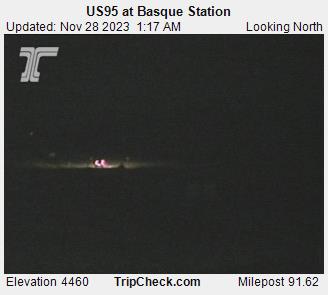 US95 at Basque Station
Updated: Nov 28 2023 1:17 AM Looking North
Elevation 4460 TripCheck.com Milepost 91.62